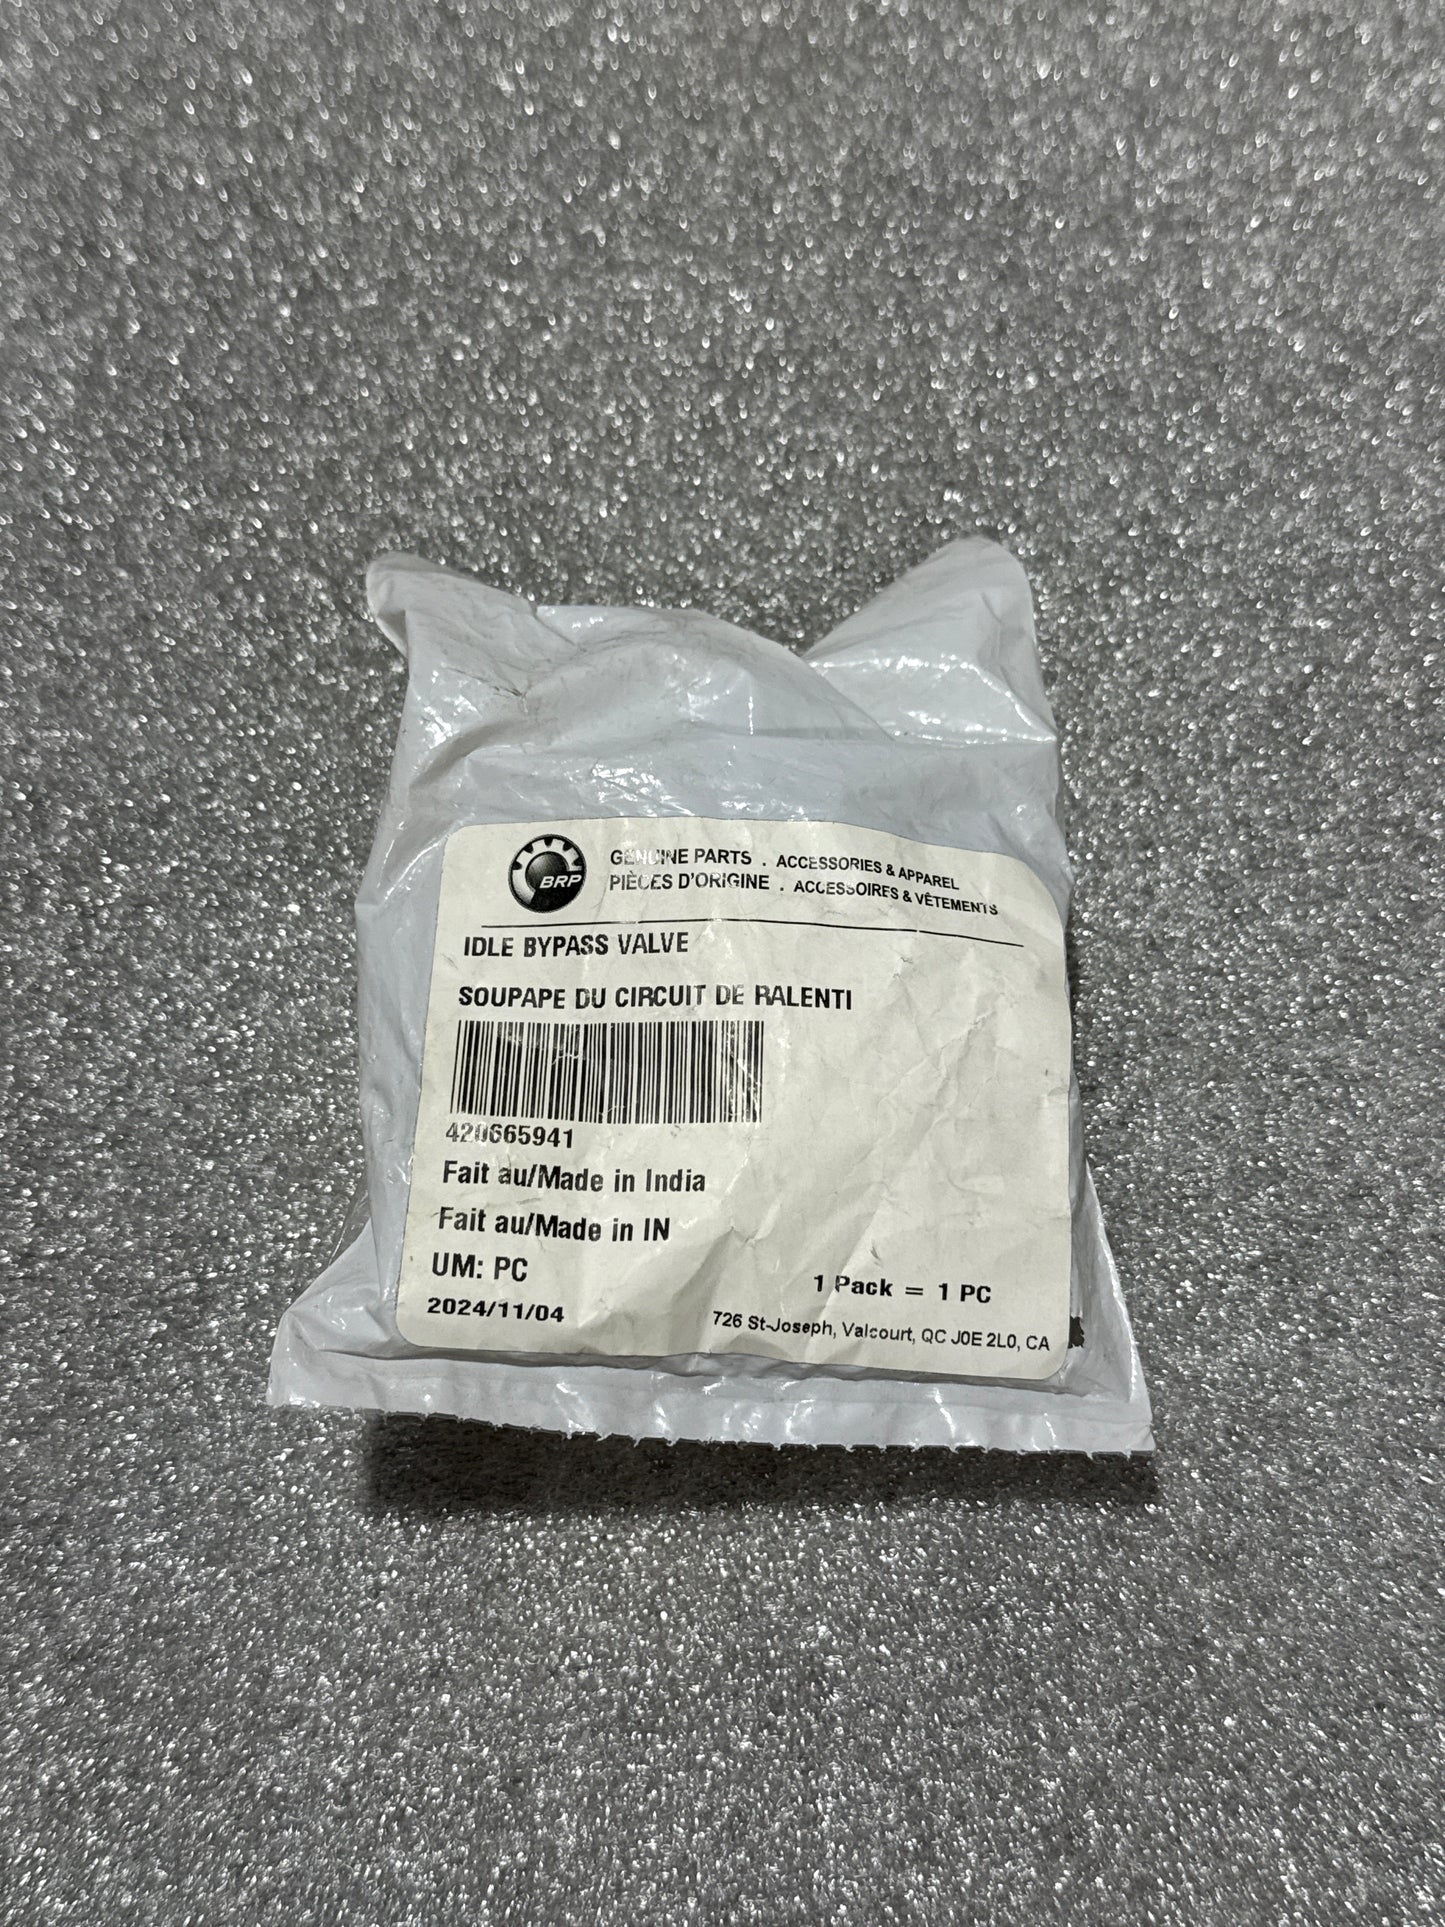 BRP
GENUINE PARTS . ACCESSORIES & APPAREL
PIÈCES D'ORIGINE . ACCESSOIRES & VÊTEMENTS
IDLE BYPASS VALVE
SOUPAPE DU CIRCUIT DE RALENTI
420665941
Fait au/Made in India
Fait au/Made in IN
UM: PC
1 Pack = 1 PC
2024/11/04
726 St-Joseph, Valcourt, QC J0E 2L0, CA